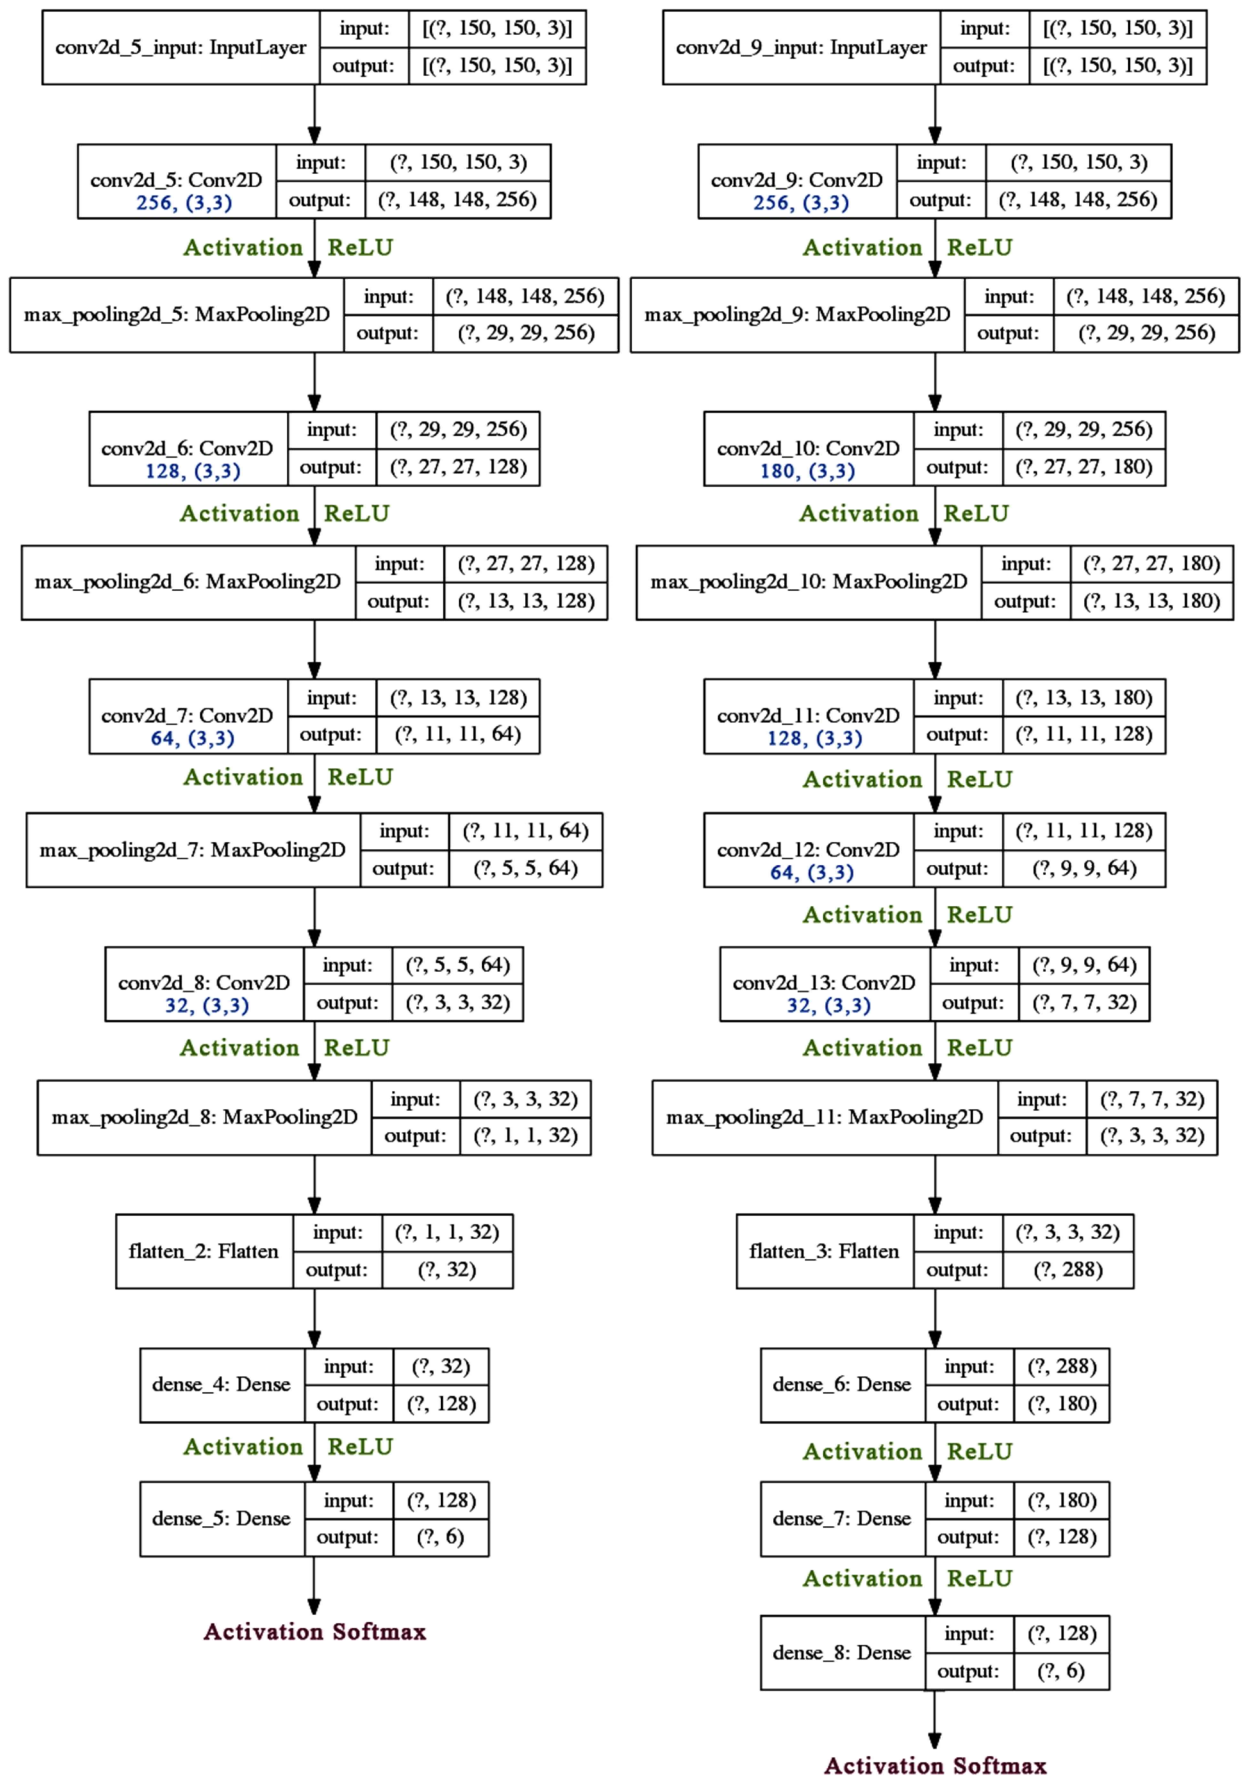 conv2d_5_input: InputLayer
input: [(?, 150, 150, 3)]
output: [(?, 150, 150, 3)]
conv2d_5: Conv2D
256, (3,3)
input: (?, 150, 150, 3)
output: (?, 148, 148, 256)
Activation ReLU
max_pooling2d_5: MaxPooling2D
input: (?, 148, 148, 256)
output: (?, 29, 29, 256)
conv2d_6: Conv2D
128, (3,3)
input: (?, 29, 29, 256)
output: (?, 27, 27, 128)
Activation ReLU
max_pooling2d_6: MaxPooling2D
input: (?, 27, 27, 128)
output: (?, 13, 13, 128)
conv2d_7: Conv2D
64, (3,3)
input: (?, 13, 13, 128)
output: (?, 11, 11, 64)
Activation ReLU
max_pooling2d_7: MaxPooling2D
input: (?, 11, 11, 64)
output: (?, 5, 5, 64)
conv2d_8: Conv2D
32, (3,3)
input: (?, 5, 5, 64)
output: (?, 3, 3, 32)
Activation ReLU
max_pooling2d_8: MaxPooling2D
input: (?, 3, 3, 32)
output: (?, 1, 1, 32)
flatten_2: Flatten
input: (?, 1, 1, 32)
output: (?, 32)
dense_4: Dense
input: (?, 32)
output: (?, 128)
Activation ReLU
dense_5: Dense
input: (?, 128)
output: (?, 6)
Activation Softmax
conv2d_9_input: InputLayer
input: [(?, 150, 150, 3)]
output: [(?, 150, 150, 3)]
conv2d_9: Conv2D
256, (3,3)
input: (?, 150, 150, 3)
output: (?, 148, 148, 256)
Activation ReLU
max_pooling2d_9: MaxPooling2D
input: (?, 148, 148, 256)
output: (?, 29, 29, 256)
conv2d_10: Conv2D
180, (3,3)
input: (?, 29, 29, 256)
output: (?, 27, 27, 180)
Activation ReLU
max_pooling2d_10: MaxPooling2D
input: (?, 27, 27, 180)
output: (?, 13, 13, 180)
conv2d_11: Conv2D
128, (3,3)
input: (?, 13, 13, 180)
output: (?, 11, 11, 128)
Activation ReLU
conv2d_12: Conv2D
64, (3,3)
input: (?, 11, 11, 128)
output: (?, 9, 9, 64)
Activation ReLU
conv2d_13: Conv2D
32, (3,3)
input: (?, 9, 9, 64)
output: (?, 7, 7, 32)
Activation ReLU
max_pooling2d_11: MaxPooling2D
input: (?, 7, 7, 32)
output: (?, 3, 3, 32)
flatten_3: Flatten
input: (?, 3, 3, 32)
output: (?, 288)
dense_6: Dense
input: (?, 288)
output: (?, 180)
Activation ReLU
dense_7: Dense
input: (?, 180)
output: (?, 128)
Activation ReLU
dense_8: Dense
input: (?, 128)
output: (?, 6)
Activation Softmax